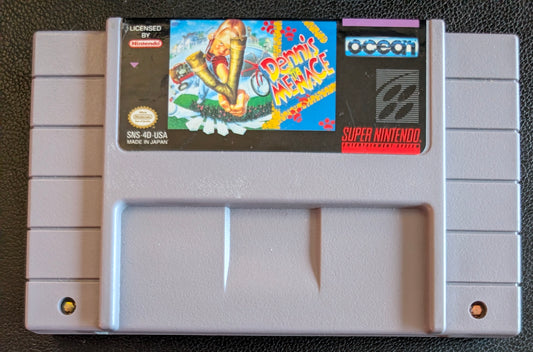 LICENSED
BY
Nintendo
SNS-4D-USA
MADE IN JAPAN
Dennis
THE
MENACE
ocean
SUPER NINTENDO
ENTERTAINMENT SYSTEM